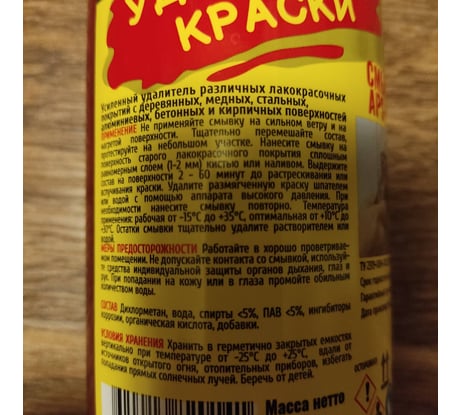 КРАСКИ
Усиленный удалитель различных лакокрасочных
покрытий с деревянных, медных, стальных,
алюминиевых, бетонных и кирпичных поверхностей
ПРИМЕНЕНИЕ Не применяйте смывку на сильном ветру и на
нагретой поверхности. Тщательно перемешайте состав,
протестируйте на небольшом участке. Нанесите смывку на
поверхность старого лакокрасочного покрытия сплошным
равномерным слоем (1-2 мм) кистью или наливом. Выдержите
состав на поверхности 2 - 60 минут до растрескивания или
вспучивания краски. Удалите размягченную краску шпателем
или водой с помощью аппарата высокого давления. При
необходимости нанесите смывку повторно. Температура
применения: рабочая от -15°С до +35°С, оптимальная от +10°С до
+30°С. Остатки смывки тщательно удалите растворителем или
водой.
МЕРЫ ПРЕДОСТОРОЖНОСТИ Работайте в хорошо проветривае-
мом помещении. Не допускайте контакта со смывкой, используй-
те средства индивидуальной защиты органов дыхания, глаз и
рук. При попадании на кожу или в глаза промойте обильным
количеством воды.
СОСТАВ Дихлорметан, вода, спирты <5%, ПАВ <5%, ингибиторы
коррозии, органическая кислота, добавки.
УСЛОВИЯ ХРАНЕНИЯ Хранить в герметично закрытых емкостях
вертикально при температуре от -25°С до +25°С, вдали от
источников открытого огня, отопительных приборов, избегать
попадания прямых солнечных лучей. Беречь от детей.
Масса нетто